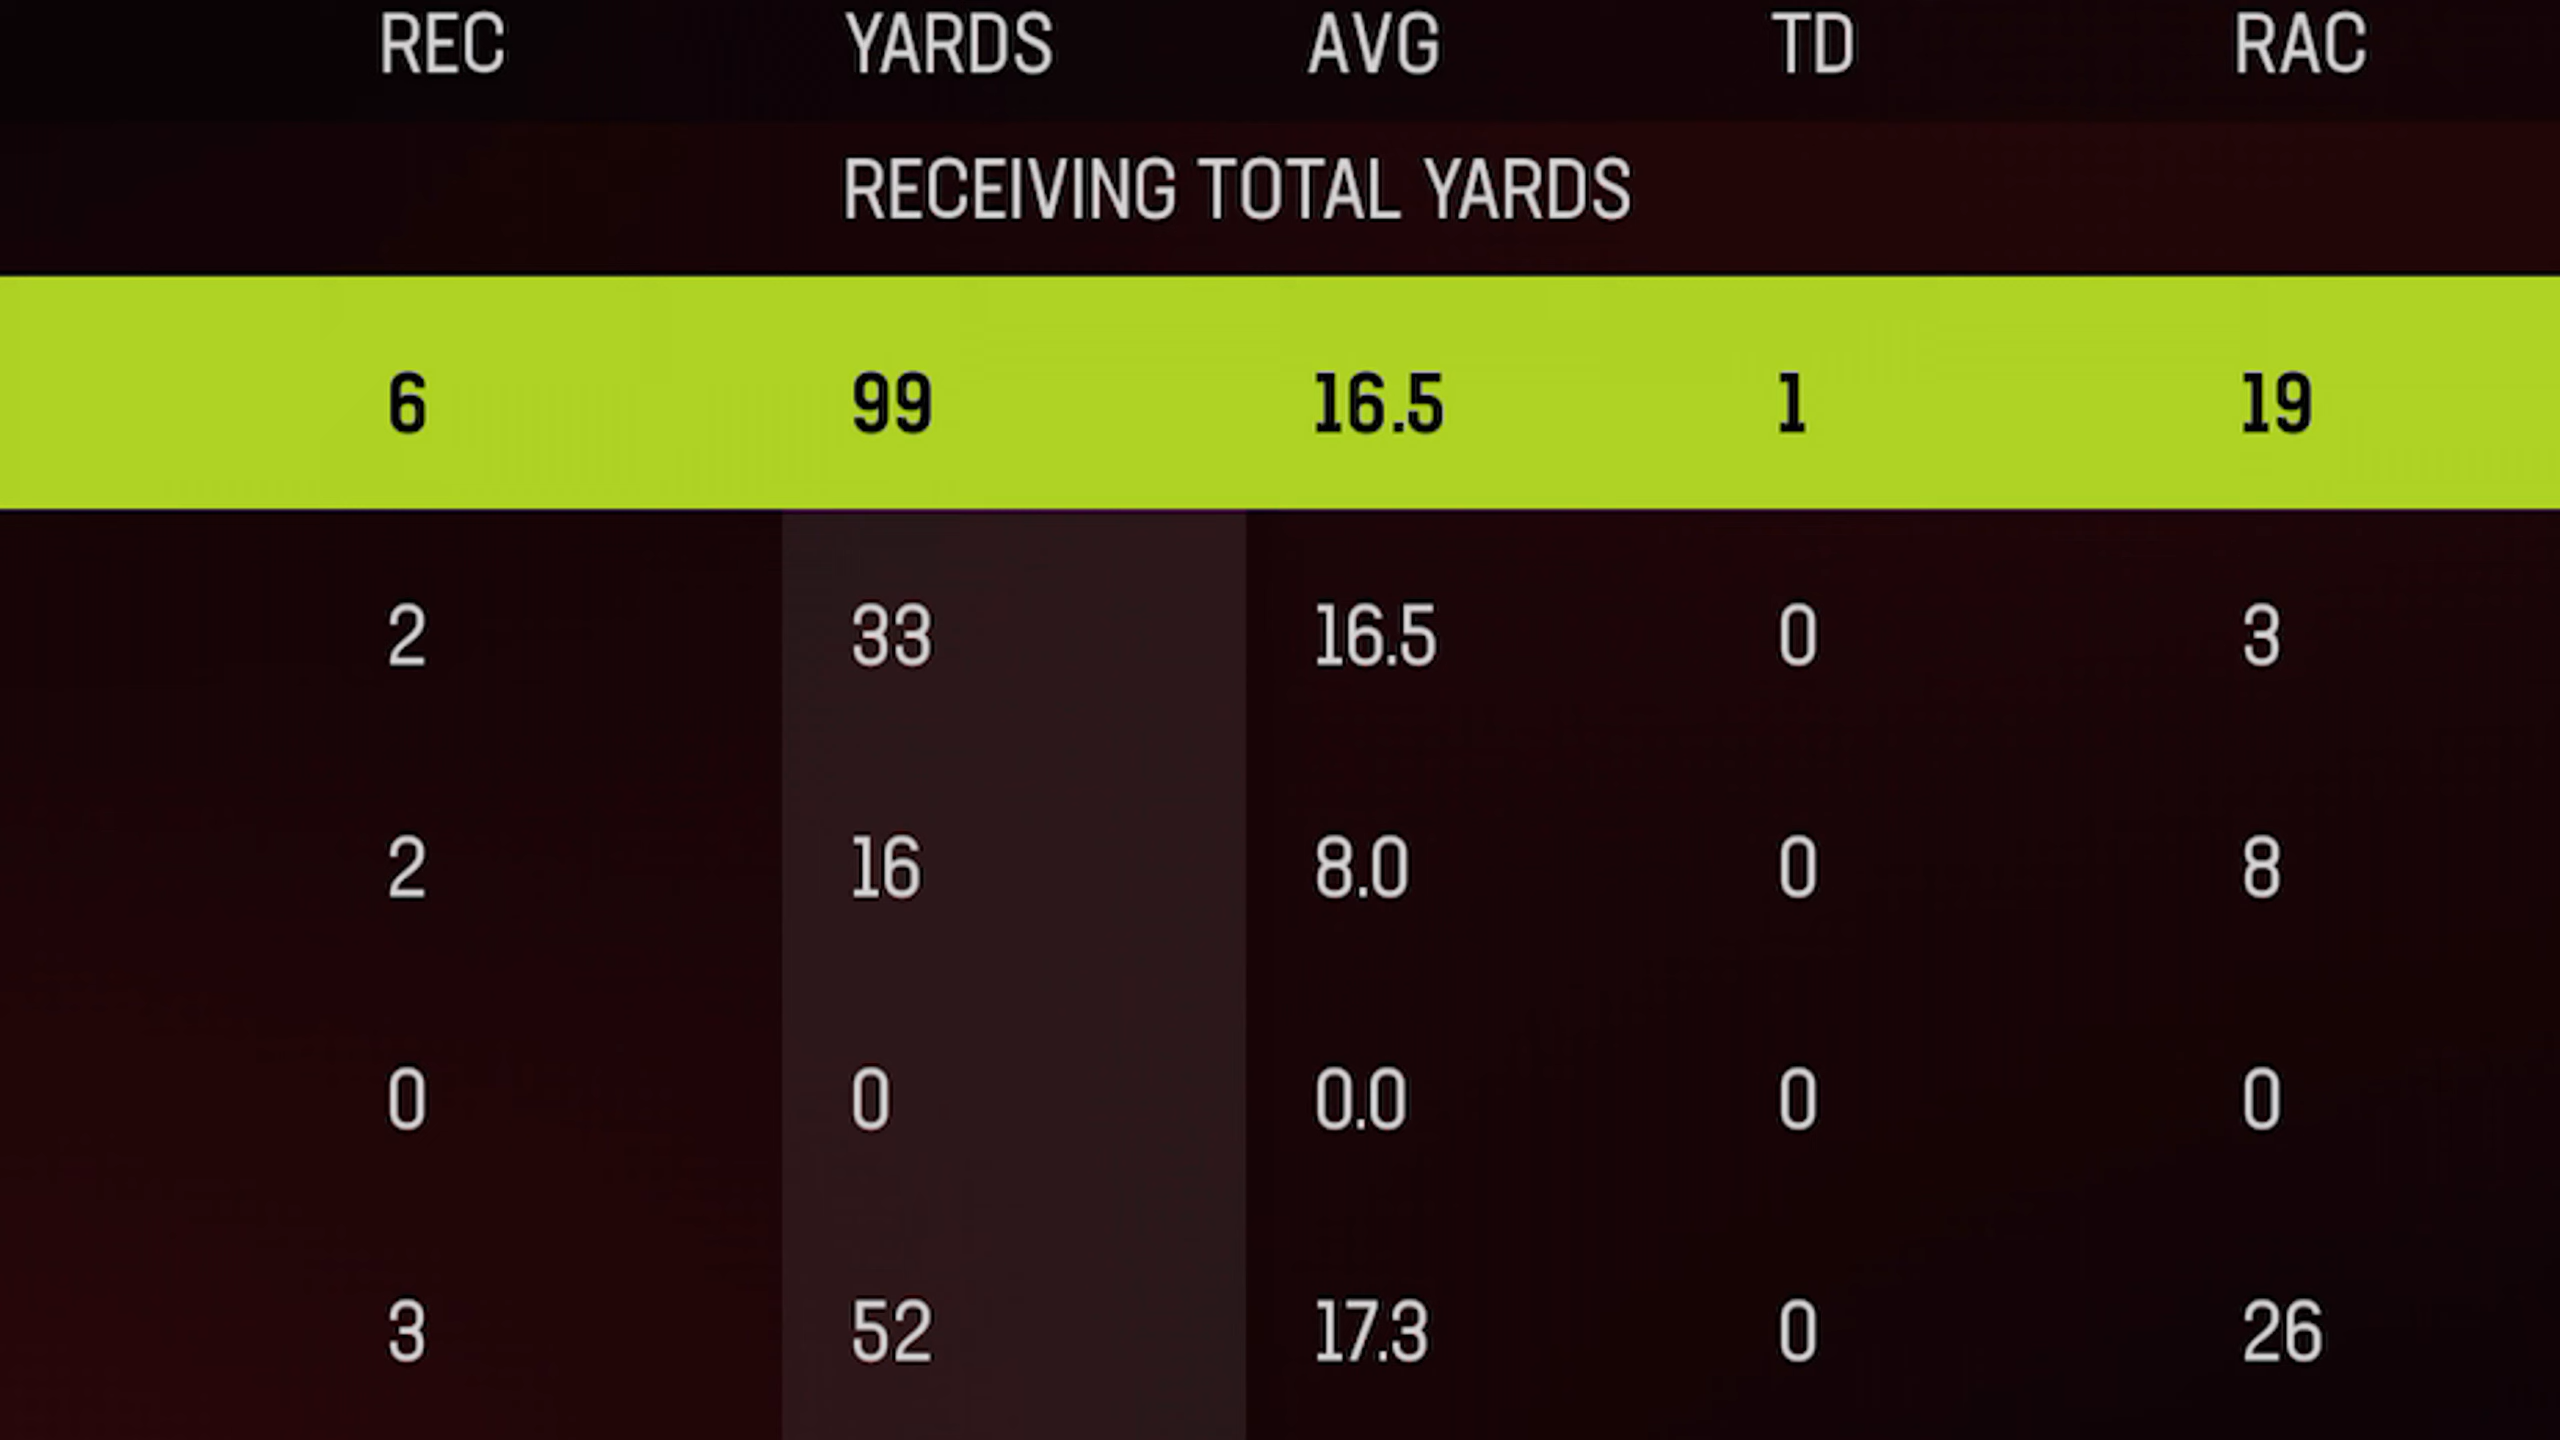 REC YARDS AVG TD RAC
RECEIVING TOTAL YARDS
6 99 16.5 1 19
2 33 16.5 0 3
2 16 8.0 0 8
0 0 0.0 0 0
3 52 17.3 0 26